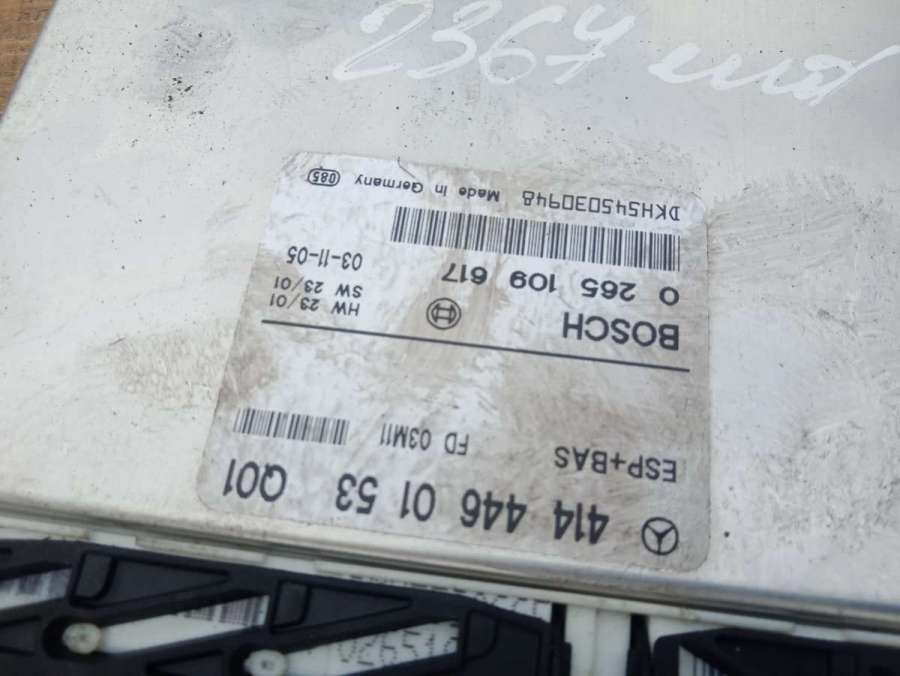 2367
414 446 01 53 Q01
ESP+BAS FD 03M11
BOSCH
HW 23/01
SW 23/01
0 265 109 617 03-11-05
DKH545030948 Made in Germany 085